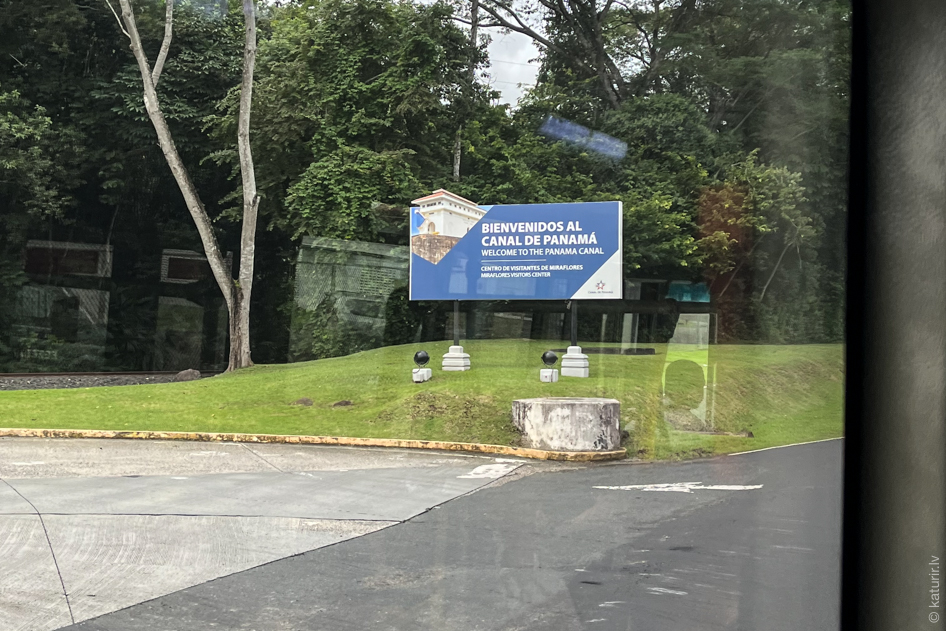 BIENVENIDOS AL
CANAL DE PANAMÁ
WELCOME TO THE PANAMA CANAL
CENTRO DE VISITANTES DE MIRAFLORES
MIRAFLORES VISITORS CENTER
© katurir.lv